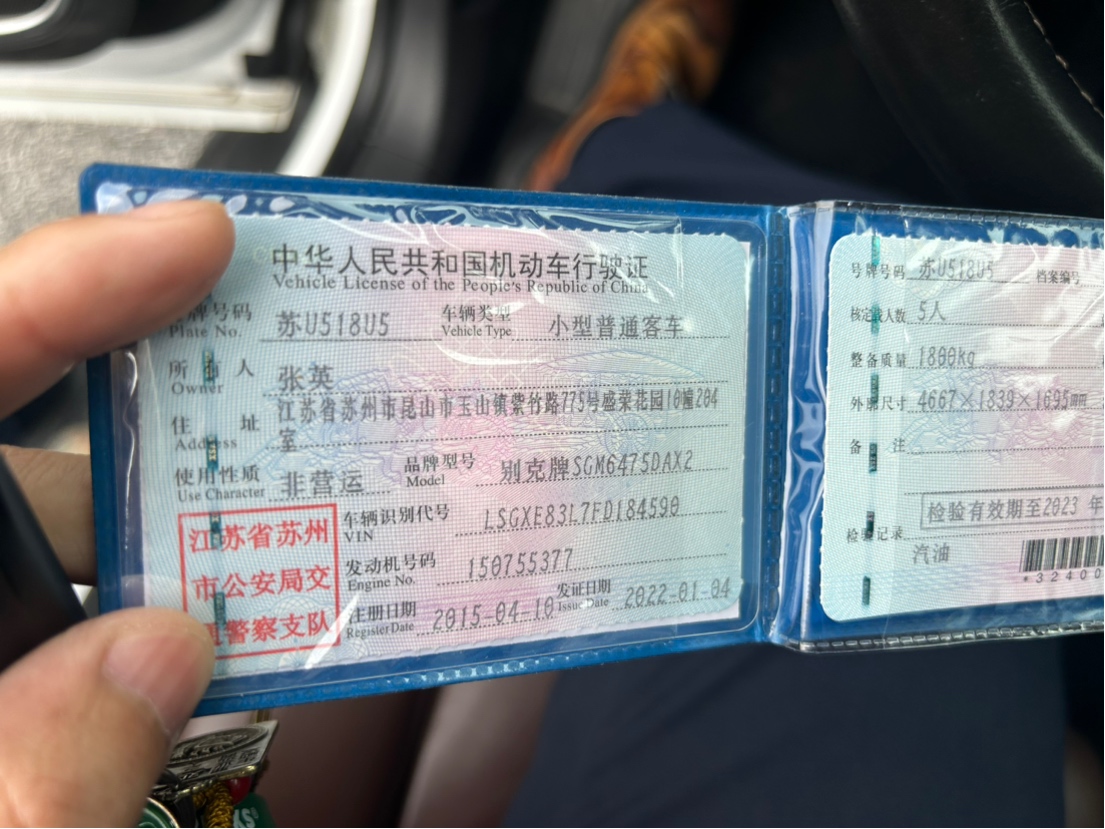 中华人民共和国机动车行驶证
Vehicle License of the People's Republic of China
牌号码 苏U518U5 车辆类型 小型普通客车
Plate No. Vehicle Type
所有人 张英
Owner
住址 江苏省苏州市昆山市玉山镇紫竹路775号盛荣花园10幢204
室
Address
使用性质 非营运 品牌型号 别克牌SGM6475DAX2
Use Character Model
车辆识别代号 LSGXE83L7FD184590
VIN
发动机号码 150755377
Engine No.
注册日期 2015-04-10 发证日期 2022-01-04
Register Date Issue Date
江苏省苏州
市公安局交
警察支队
号牌号码 苏U518U5 档案编号
核定载人数 5人
整备质量 1800kg
外廓尺寸 4667×1839×1695mm
备注
检验有效期至2023 年
检验记录
汽油
*32400